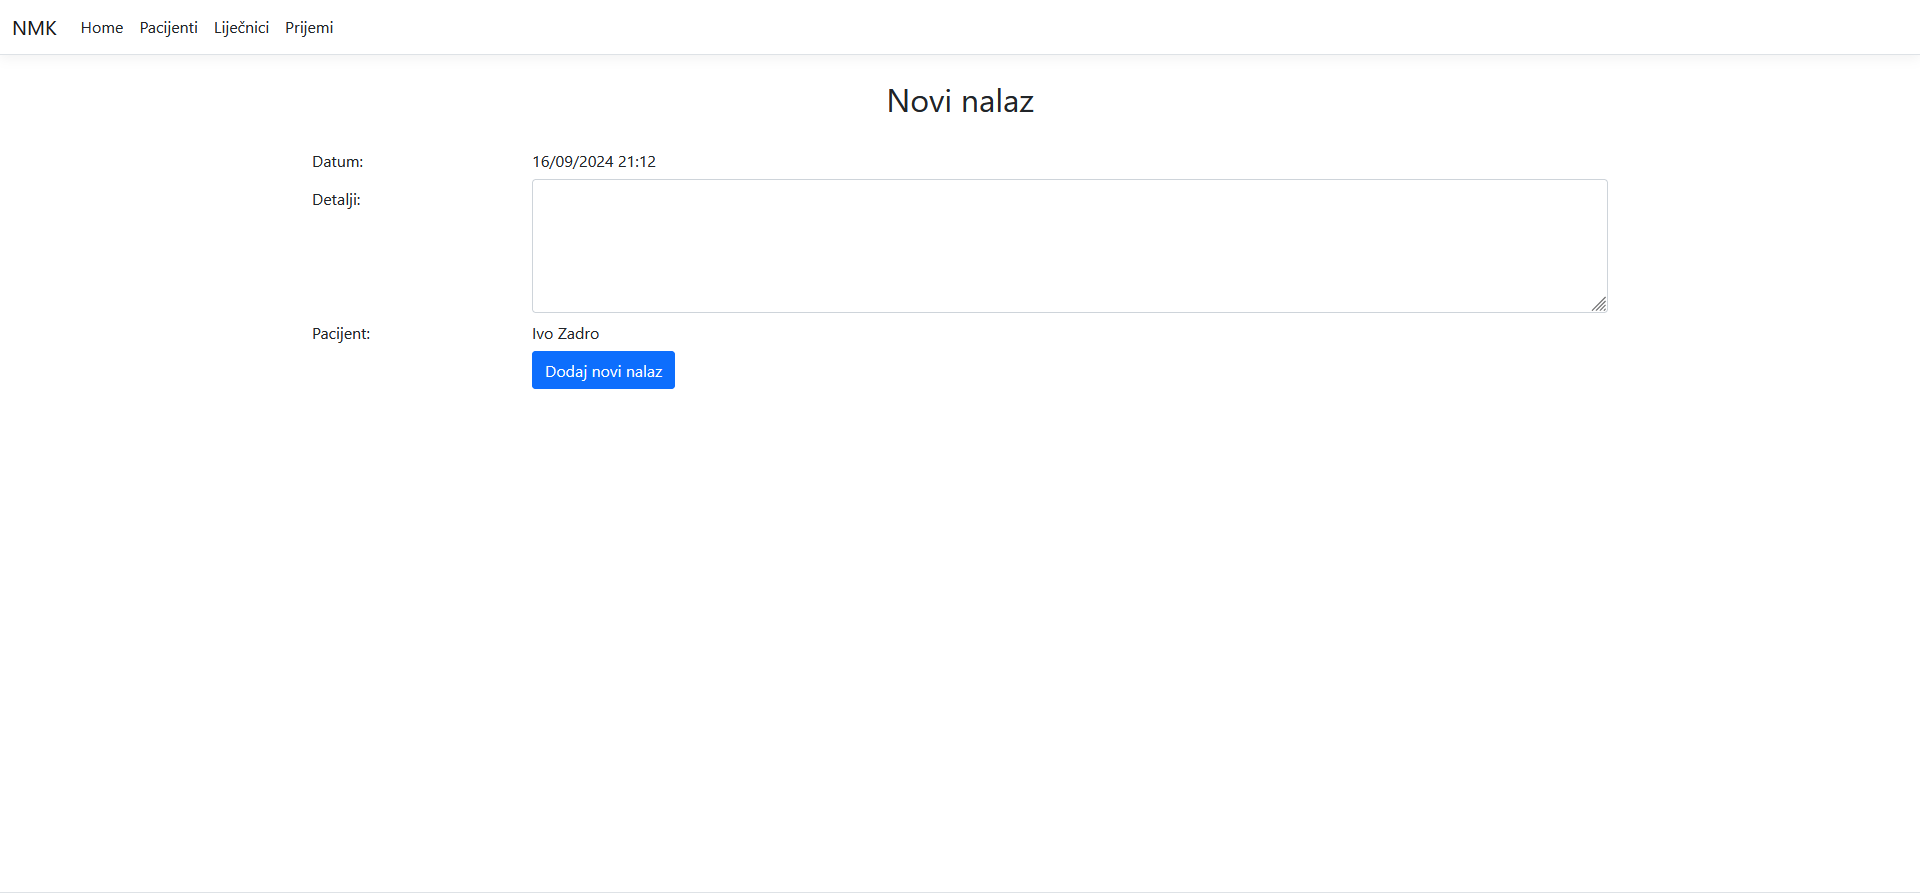 NMK Home Pacijenti Liječnici Prijemi
Novi nalaz
Datum: 16/09/2024 21:12
Detalji:
Pacijent: Ivo Zadro
Dodaj novi nalaz